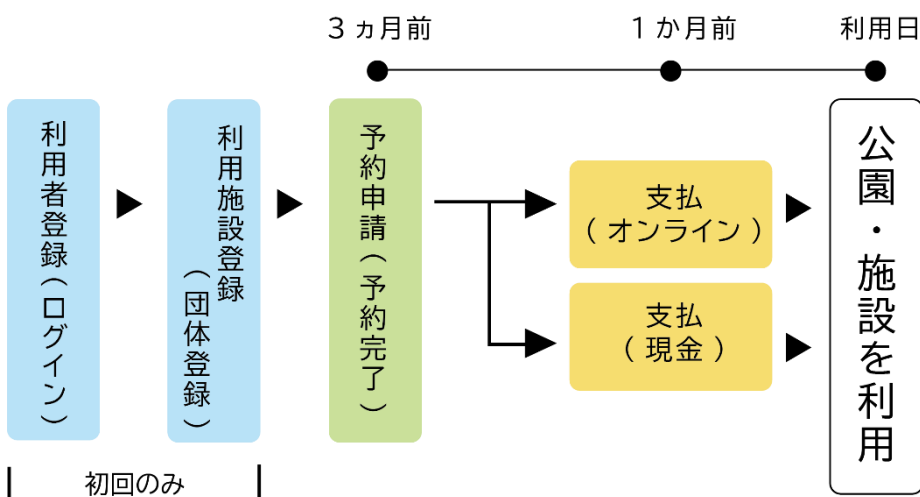 ３ヵ月前
１か月前
利用日
利用者登録（ログイン）
利用施設登録
（団体登録）
予約申請（予約完了）
支払
（オンライン）
支払
（現金）
公園・施設を利用
初回のみ